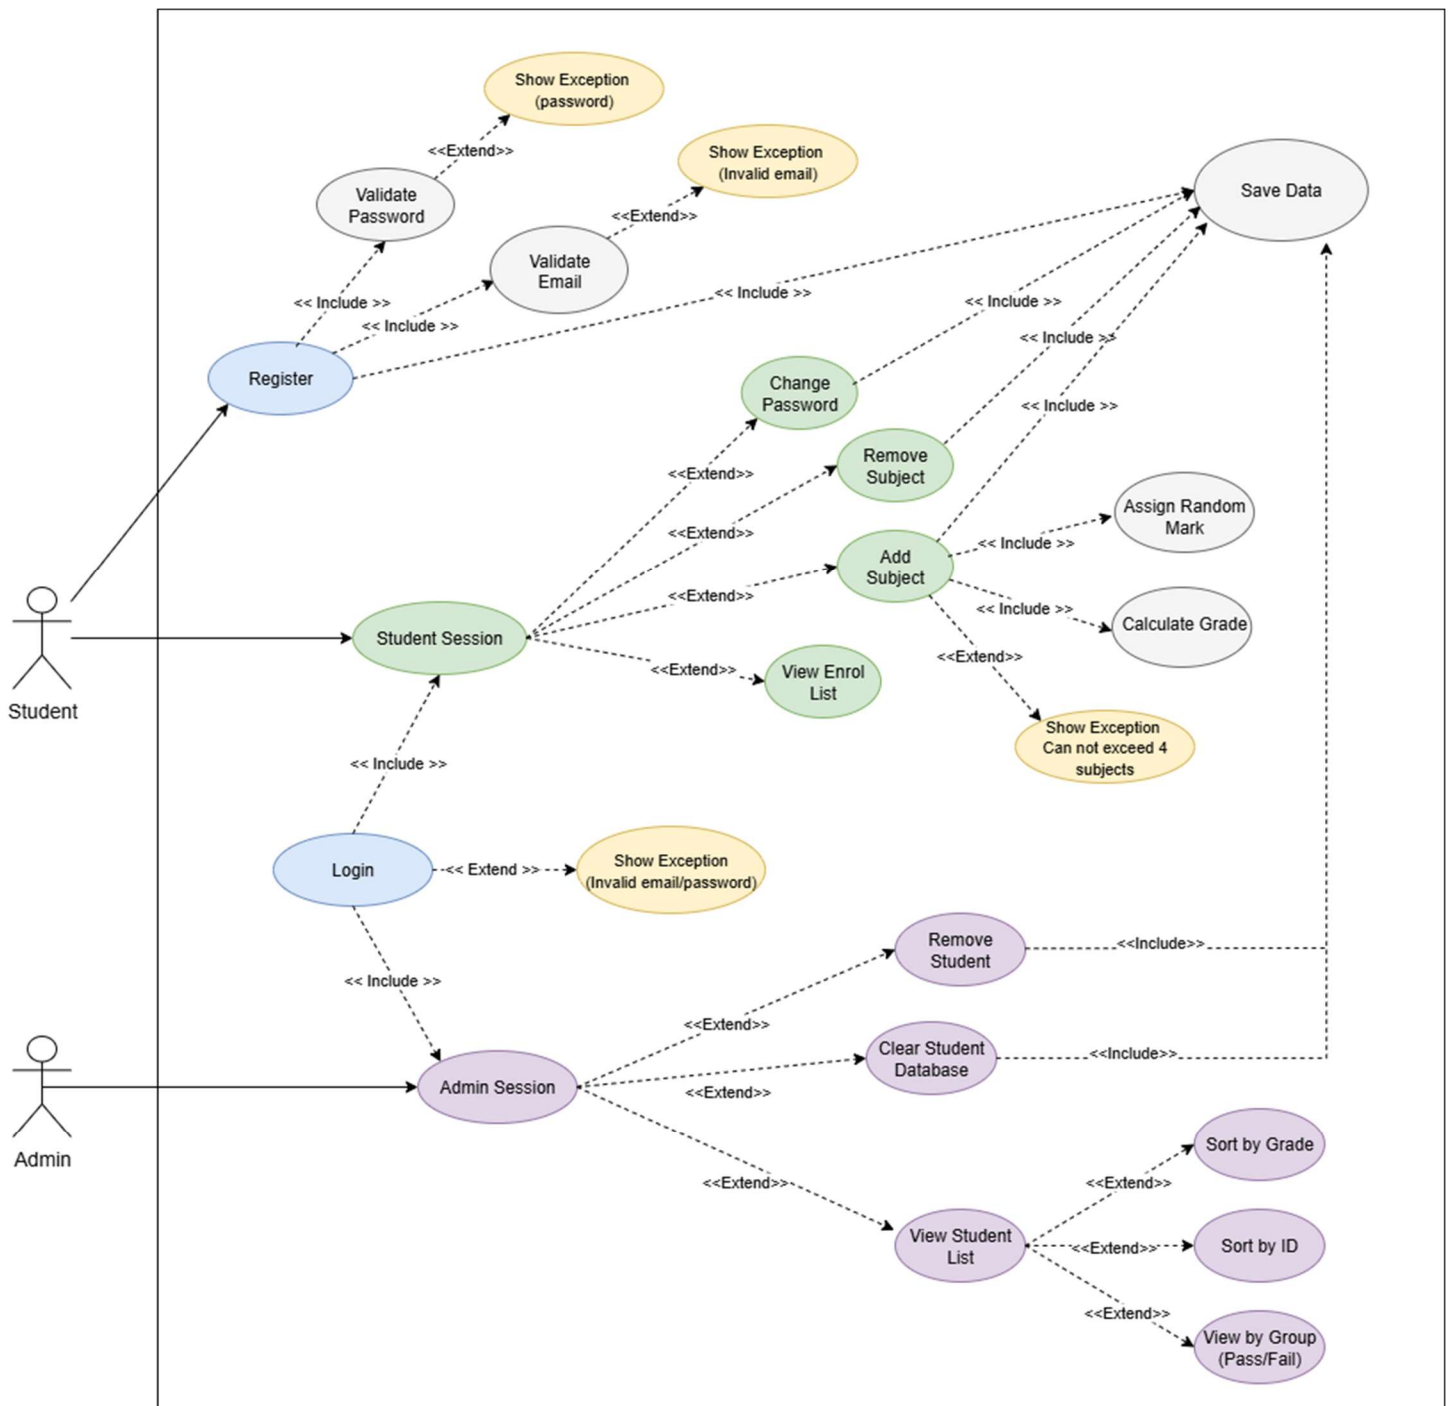 Show Exception
(password)
<<Extend>>
Show Exception
(Invalid email)
Validate
Password
<<Extend>>
Save Data
Validate
Email
<< Include >>
<< Include >>
<< Include >>
<< Include >>
<< Include >>
Register
Change
Password
<< Include >>
Remove
Subject
<<Extend>>
Assign Random
Mark
<<Extend>>
<< Include >>
Add
Subject
<<Extend>>
<< Include >>
Calculate Grade
Student Session
<<Extend>>
<<Extend>>
View Enrol
List
Student
Show Exception
Can not exceed 4
subjects
<< Include >>
Login
<< Extend >>
Show Exception
(Invalid email/password)
Remove
Student
<<Include>>
<< Include >>
<<Extend>>
Clear Student
Database
<<Include>>
Admin Session
<<Extend>>
Admin
Sort by Grade
<<Extend>>
<<Extend>>
View Student
List
<<Extend>>
Sort by ID
<<Extend>>
View by Group
(Pass/Fail)